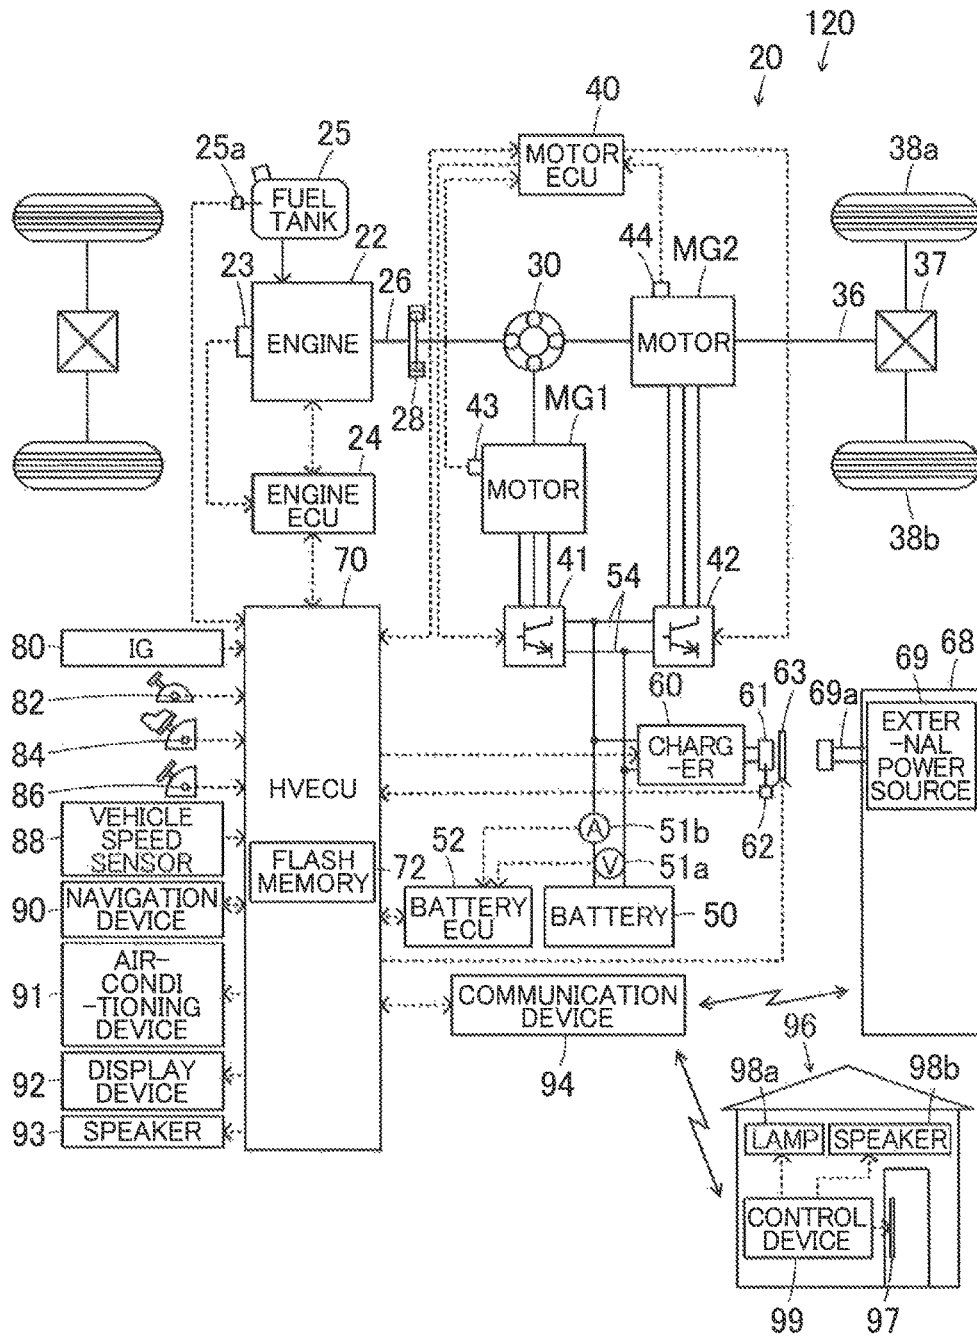 120
20
40
25
25a
MOTOR
ECU
38a
FUEL
TANK
22
44
MG2
37
23
26
30
36
ENGINE
MOTOR
28
43
MG1
24
ENGINE
ECU
MOTOR
38b
70
41
54
42
80
IG
68
60
61
63
69a
69
82
EXTER
-NAL
POWER
SOURCE
84
CHARG
-ER
86
HVECU
62
88
VEHICLE
SPEED
SENSOR
52
A
51b
FLASH
MEMORY
72
V
51a
90
NAVIGATION
DEVICE
BATTERY
ECU
BATTERY
50
91
AIR-
CONDI
-TIONING
DEVICE
COMMUNICATION
DEVICE
94
96
92
DISPLAY
DEVICE
98a
98b
93
SPEAKER
LAMP
SPEAKER
CONTROL
DEVICE
99
97